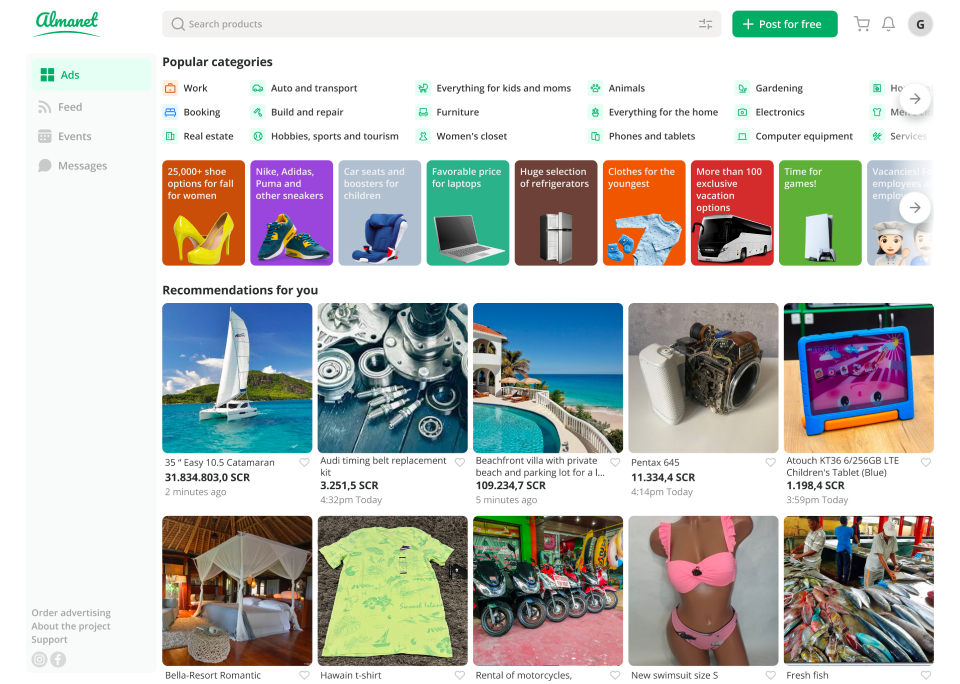 Almanet
Search products
+ Post for free
G
Ads
Feed
Events
Messages
Popular categories
Work
Auto and transport
Everything for kids and moms
Animals
Gardening
Booking
Build and repair
Furniture
Everything for the home
Electronics
Real estate
Hobbies, sports and tourism
Women's closet
Phones and tablets
Computer equipment
Services
25,000+ shoe
options for fall
for women
Nike, Adidas,
Puma and
other sneakers
Car seats and
boosters for
children
Favorable price
for laptops
Huge selection
of refrigerators
Clothes for the
youngest
More than 100
exclusive
vacation
options
Time for
games!
Vacancies!
employees
employ
Recommendations for you
35 “ Easy 10.5 Catamaran
31.834.803,0 SCR
2 minutes ago
Audi timing belt replacement
kit
3.251,5 SCR
4:32pm Today
Beachfront villa with private
beach and parking lot for a l...
109.234,7 SCR
5 minutes ago
Pentax 645
11.334,4 SCR
4:14pm Today
Atouch KT36 6/256GB LTE
Children's Tablet (Blue)
1.198,4 SCR
3:59pm Today
Bella-Resort Romantic
Hawain t-shirt
Rental of motorcycles,
New swimsuit size S
Fresh fish
Order advertising
About the project
Support